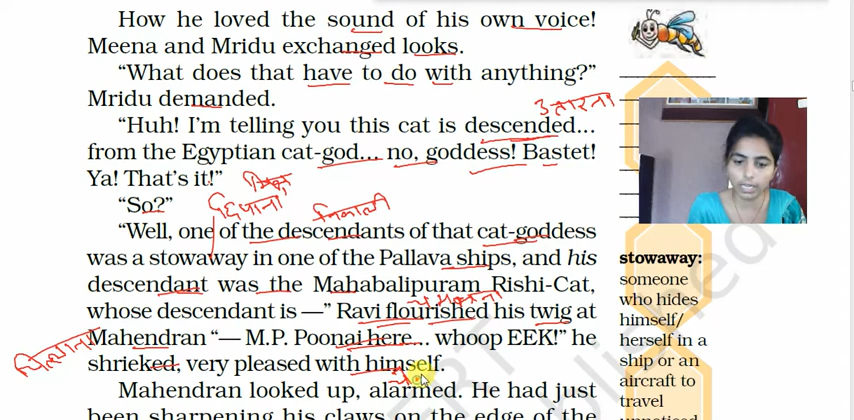 How he loved the sound of his own voice!
Meena and Mridu exchanged looks.
“What does that have to do with anything?”
Mridu demanded.
उतारना
“Huh! I'm telling you this cat is descended...
from the Egyptian cat-god... no, goddess! Bastet!
Ya! That's it!”
“So?”
“Well, one of the descendants of that cat-goddess
was a stowaway in one of the Pallava ships, and his
descendant was the Mahabalipuram Rishi-Cat,
whose descendant is —” Ravi flourished his twig at
Mahendran “— M.P. Poonai here... whoop EEK!” he
shrieked, very pleased with himself.
Mahendran looked up, alarmed. He had just
been sharpening his claws on the edge of the
stowaway:
someone
who hides
himself/
herself in a
ship or an
aircraft to
travel
unnoticed